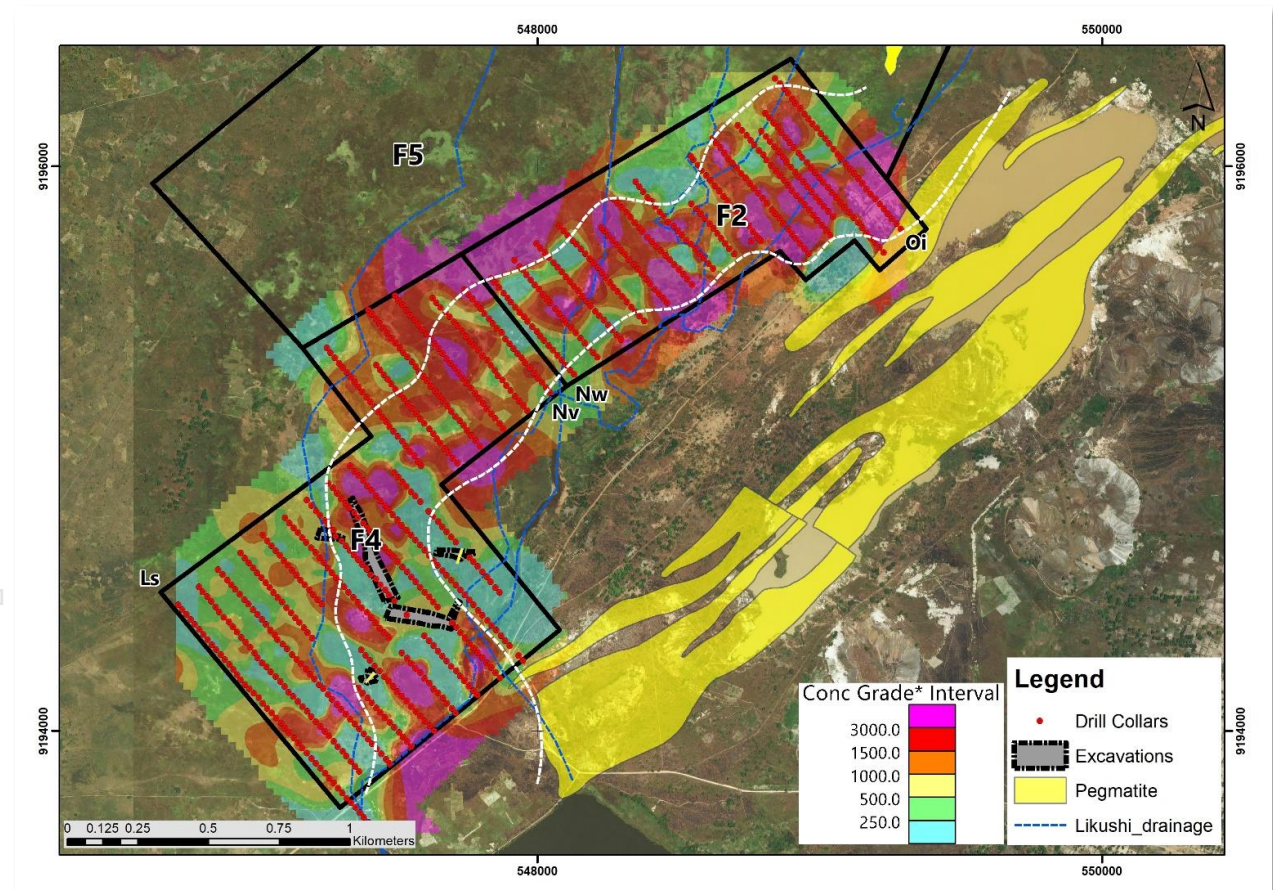 548000
550000
9196000
9196000
N
F5
F2
Oi
Nw
Nv
F4
Ls
9194000
9194000
Conc Grade* Interval
3000.0
1500.0
1000.0
500.0
250.0
Legend
Drill Collars
Excavations
Pegmatite
Likushi_drainage
0 0.125 0.25 0.5 0.75 1
Kilometers
548000
550000